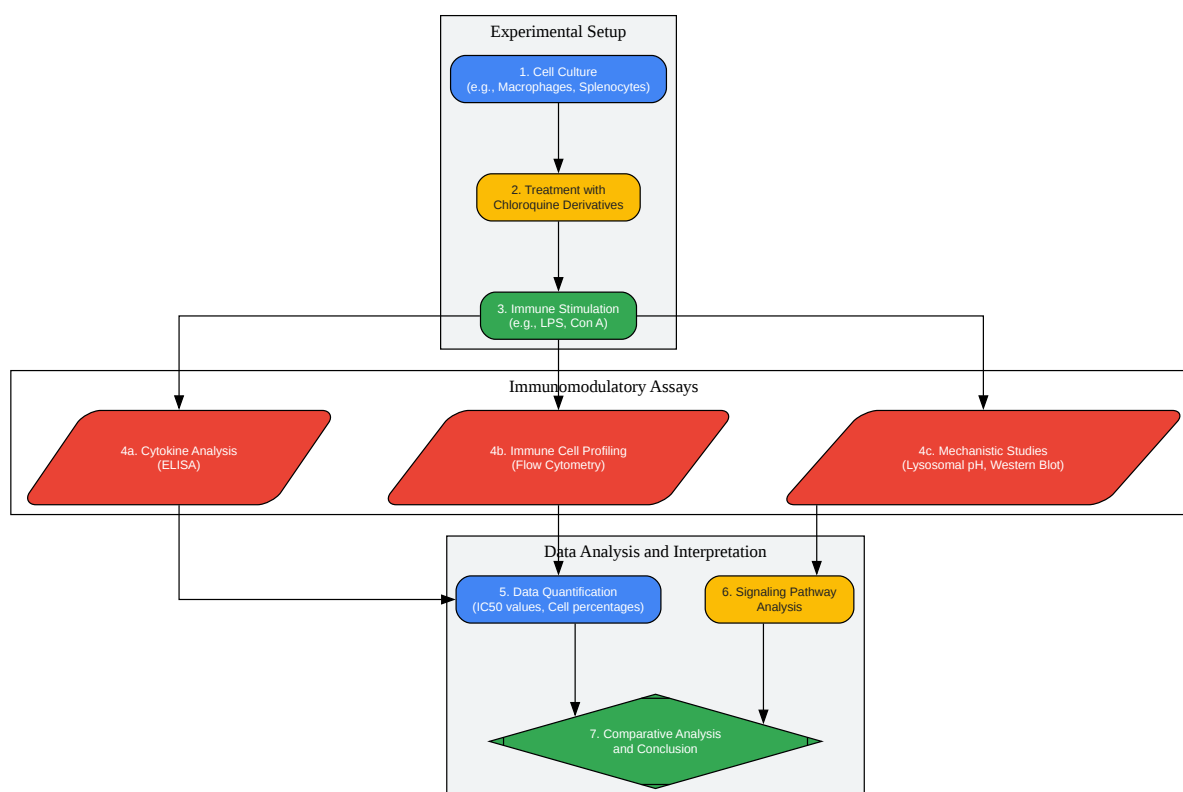 Experimental Setup
1. Cell Culture
(e.g., Macrophages, Splenocytes)
2. Treatment with
Chloroquine Derivatives
3. Immune Stimulation
(e.g., LPS, Con A)
Immunomodulatory Assays
4a. Cytokine Analysis
(ELISA)
4b. Immune Cell Profiling
(Flow Cytometry)
4c. Mechanistic Studies
(Lysosomal pH, Western Blot)
Data Analysis and Interpretation
5. Data Quantification
(IC50 values, Cell percentages)
6. Signaling Pathway
Analysis
7. Comparative Analysis
and Conclusion